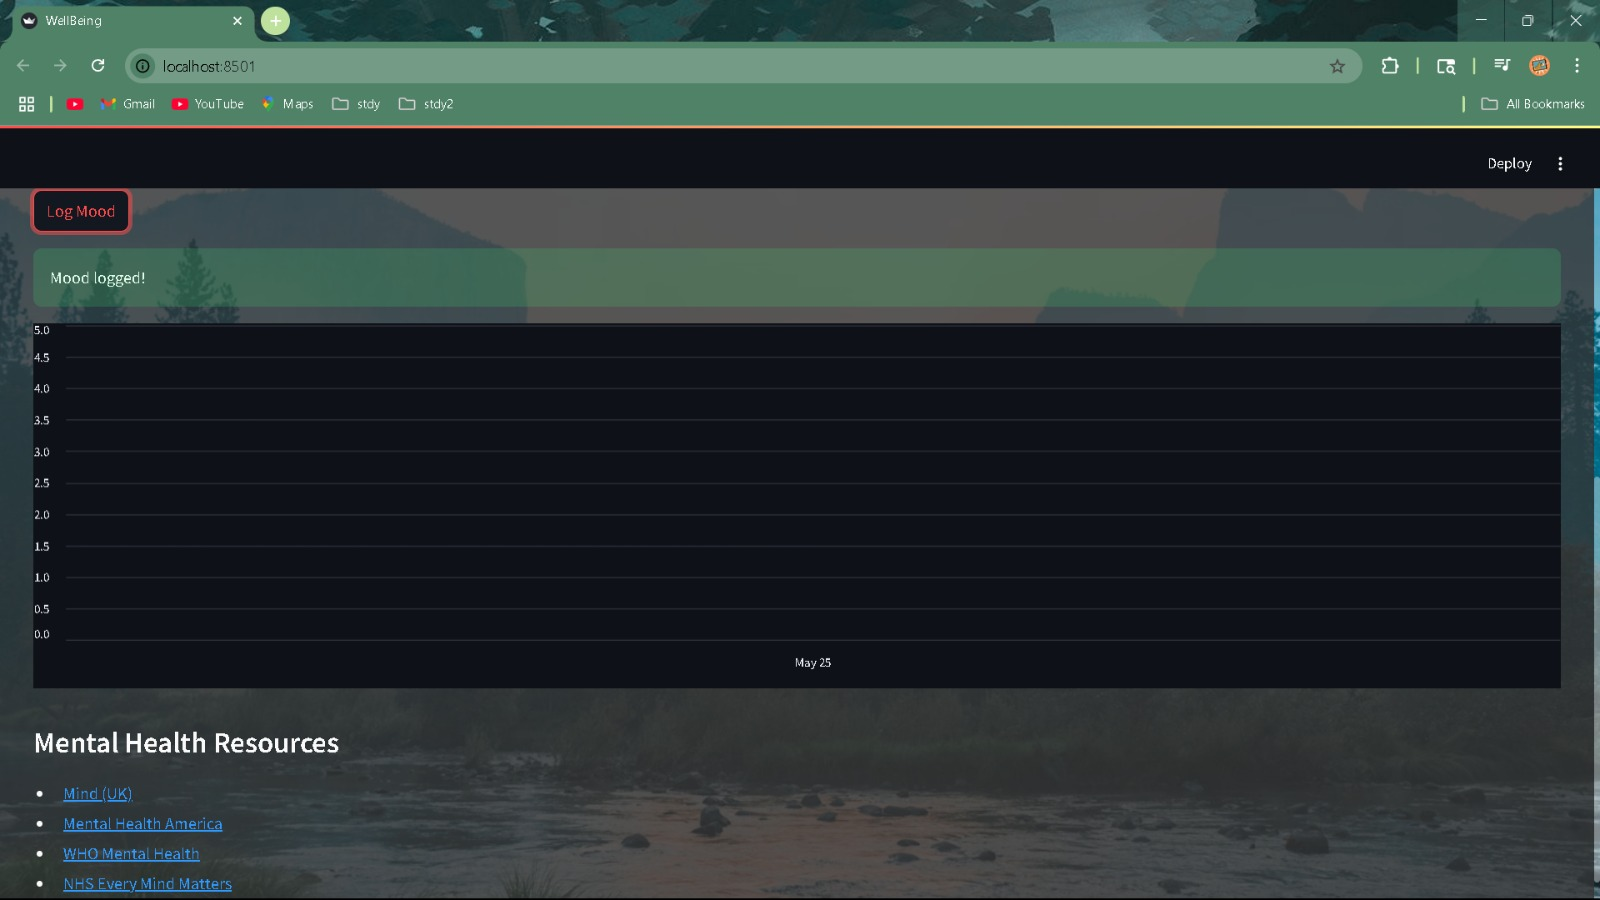 WellBeing
localhost:8501
Gmail
YouTube
Maps
stdy
stdy2
All Bookmarks
Deploy
Log Mood
Mood logged!
5.0
4.5
4.0
3.5
3.0
2.5
2.0
1.5
1.0
0.5
0.0
May 25
Mental Health Resources
Mind (UK)
Mental Health America
WHO Mental Health
NHS Every Mind Matters